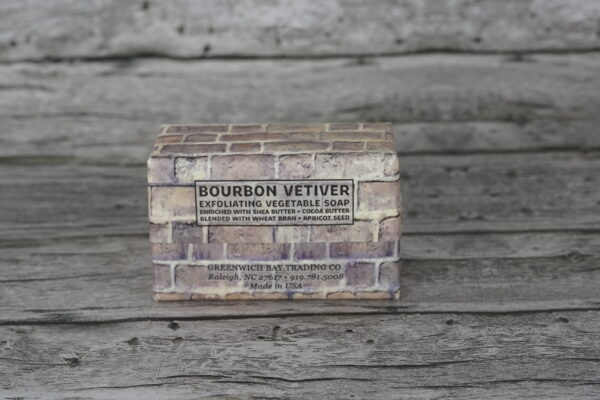 BOURBON VETIVER
EXFOLIATING VEGETABLE SOAP
ENRICHED WITH SHEA BUTTER • COCOA BUTTER
BLENDED WITH WHEAT BRAN • APRICOT SEED
GREENWICH BAY TRADING CO.
Raleigh, NC 27617 • 919.781.5008
Made in USA